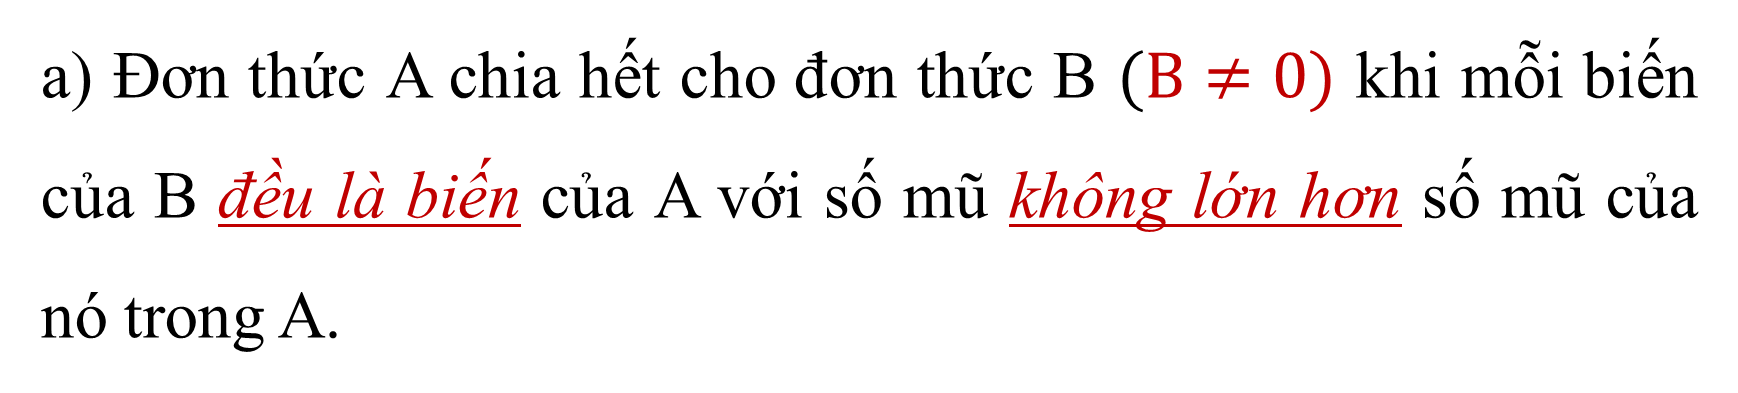 a) Đơn thức A chia hết cho đơn thức B (B ≠ 0) khi mỗi biến
của B đều là biến của A với số mũ không lớn hơn số mũ của
nó trong A.